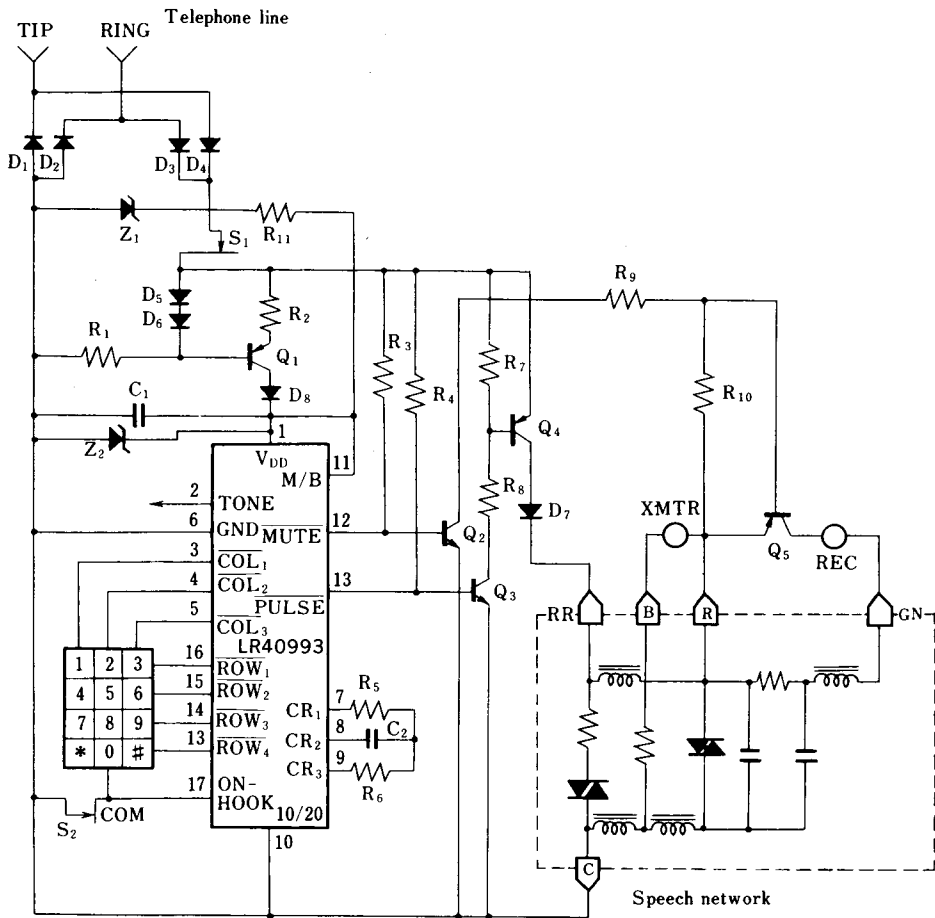 Telephone line
TIP RING
D1 D2 D3 D4
Z1 R11 S1
D5
D6 R2
R1 Q1
D8
C1
Z2
R3 R4 R7 R9
R10
Q4
R8 D7
Q2 Q3
XMTR Q5 REC
1
VDD
M/B 11
2 TONE
6 GND
MUTE 12
3 COL1
4 COL2
PULSE 13
5 COL3
LR40993
16 ROW1
15 ROW2
14 ROW3
13 ROW4
CR1 7 R5
CR2 8 C2
CR3 9 R6
17 ON-
HOOK
10/20
10
1 2 3
4 5 6
7 8 9
* 0 #
S2 COM
RR B R GN
C
Speech network